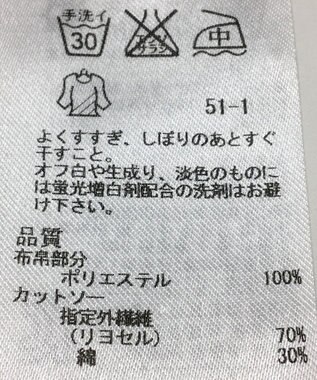 手洗イ
30
エンソ
サラシ
中
51-1
よくすすぎ、しぼりのあとすぐ
干すこと。
オフ白や生成り、淡色のものに
は蛍光増白剤配合の洗剤はお避
け下さい。
品質
布帛部分
ポリエステル 100%
カットソー
指定外繊維
(リヨセル) 70%
綿 30%